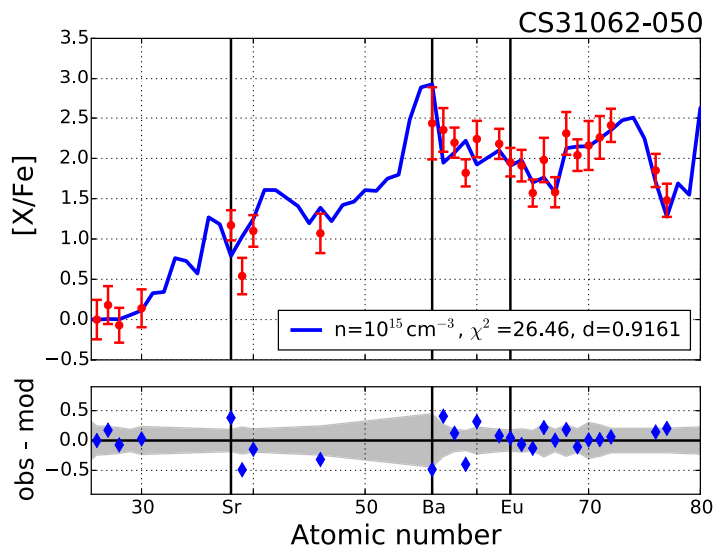 CS31062-050
3.5
3.0
2.5
2.0
1.5
1.0
0.5
0.0
−0.5
[X/Fe]
n=10¹⁵ cm⁻³, χ² =26.46, d=0.9161
0.5
0.0
−0.5
obs - mod
30 Sr 50 Ba Eu 70 80
Atomic number